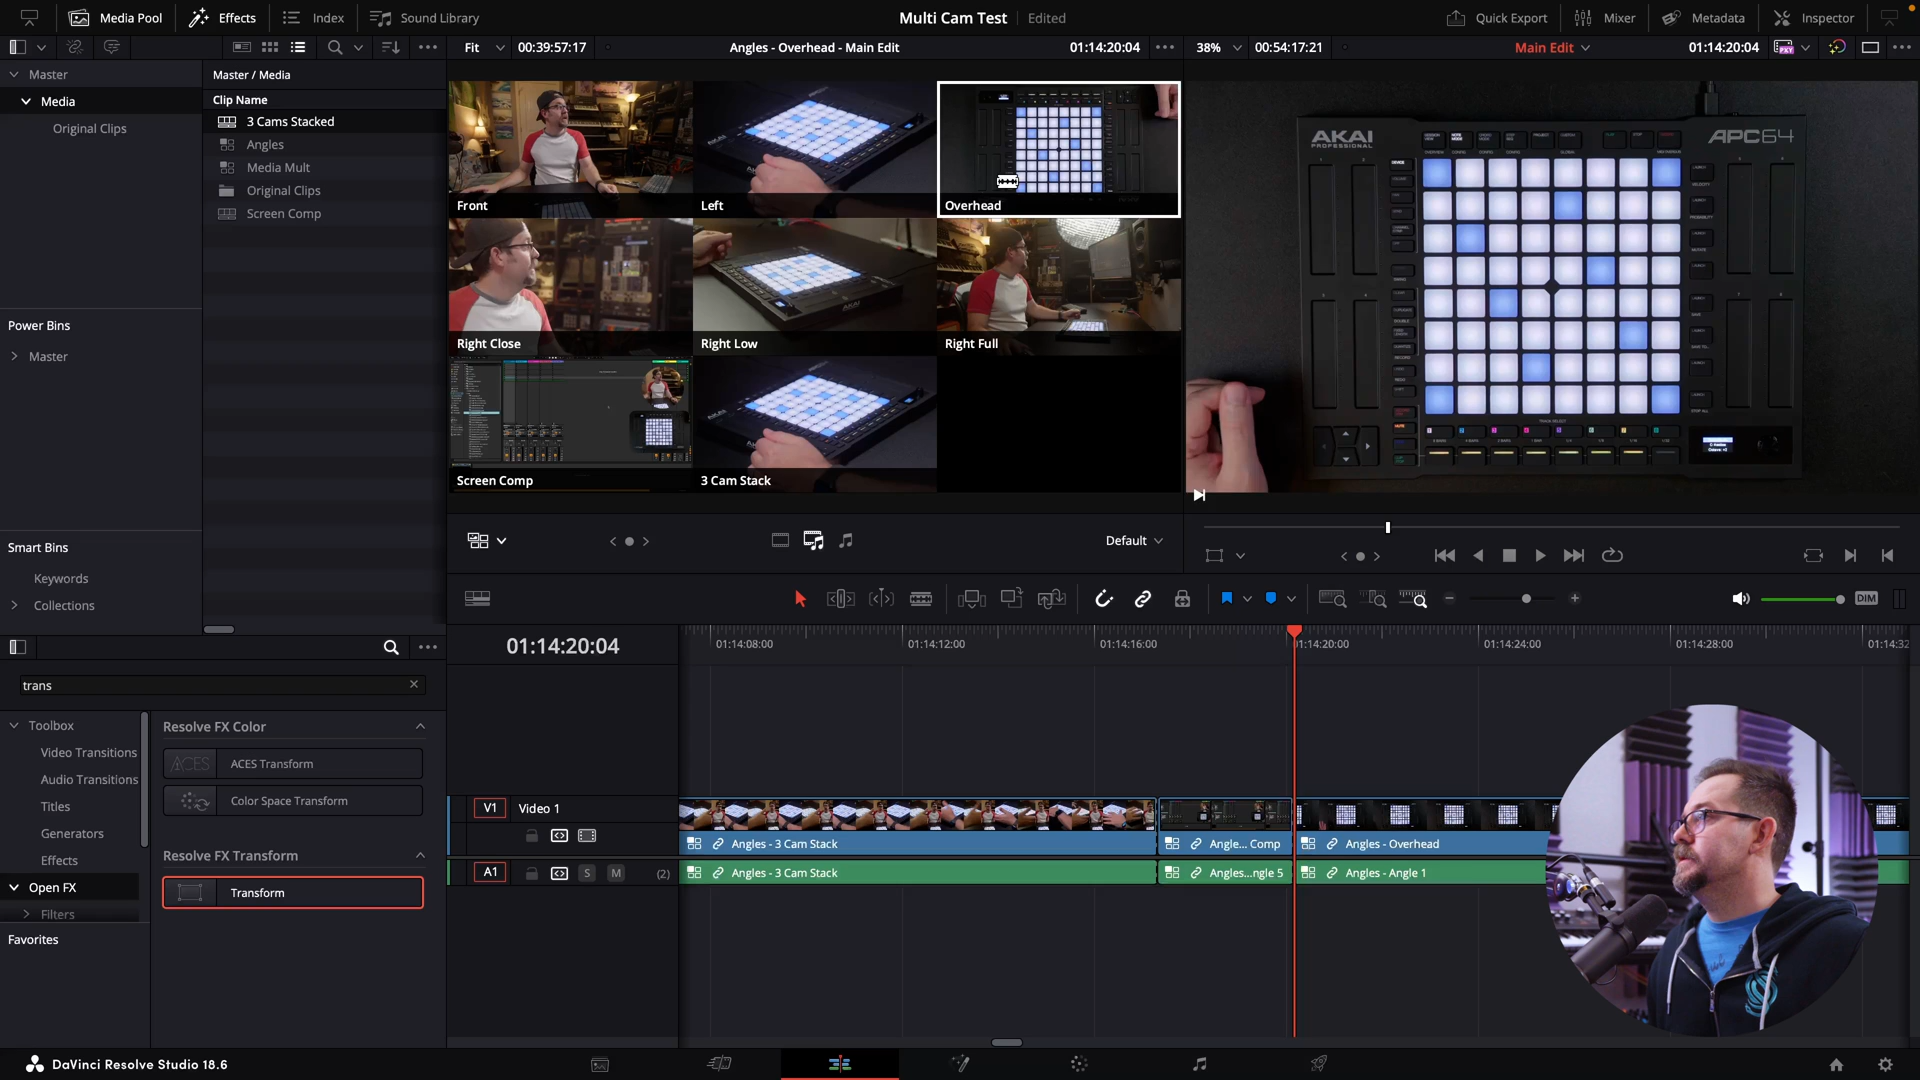 Media Pool
Effects
Index
Sound Library
Multi Cam Test
Edited
Quick Export
Mixer
Metadata
Inspector
Fit
00:39:57:17
Angles - Overhead - Main Edit
01:14:20:04
38%
00:54:17:21
Main Edit
01:14:20:04
PXY
Master
Media
Original Clips
Master / Media
Clip Name
3 Cams Stacked
Angles
Media Mult
Original Clips
Screen Comp
Power Bins
Master
Smart Bins
Keywords
Collections
Front
Left
Overhead
Right Close
Right Low
Right Full
Screen Comp
3 Cam Stack
AKAI
PROFESSIONAL
APC64
Default
DIM
trans
Toolbox
Video Transitions
Audio Transitions
Titles
Generators
Effects
Open FX
Filters
Favorites
Resolve FX Color
ACES
ACES Transform
Color Space Transform
Resolve FX Transform
Transform
01:14:20:04
01:14:08:00
01:14:12:00
01:14:16:00
01:14:20:00
01:14:24:00
01:14:28:00
01:14:32
V1
Video 1
A1
S
M
(2)
Angles - 3 Cam Stack
Angle... Comp
Angles - Overhead
Angles - 3 Cam Stack
Angles...ngle 5
Angles - Angle 1
DaVinci Resolve Studio 18.6